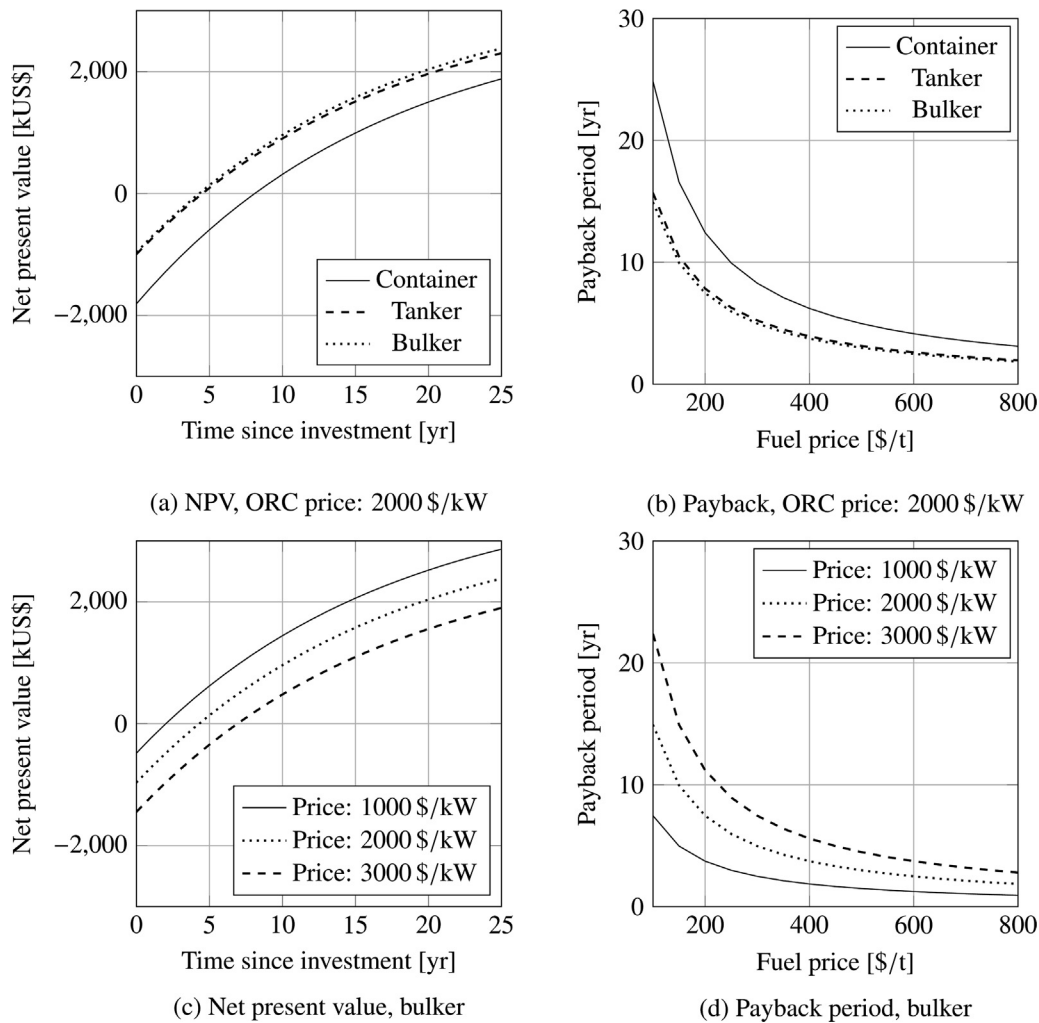 Net present value [kUS$]
2,000
0
−2,000
Container
Tanker
Bulker
0 5 10 15 20 25
Time since investment [yr]
(a) NPV, ORC price: 2000 $/kW
Payback period [yr]
30
20
10
0
Container
Tanker
Bulker
200 400 600 800
Fuel price [$/t]
(b) Payback, ORC price: 2000 $/kW
Net present value [kUS$]
2,000
0
−2,000
Price: 1000 $/kW
Price: 2000 $/kW
Price: 3000 $/kW
0 5 10 15 20 25
Time since investment [yr]
(c) Net present value, bulker
Payback period [yr]
30
20
10
0
Price: 1000 $/kW
Price: 2000 $/kW
Price: 3000 $/kW
200 400 600 800
Fuel price [$/t]
(d) Payback period, bulker